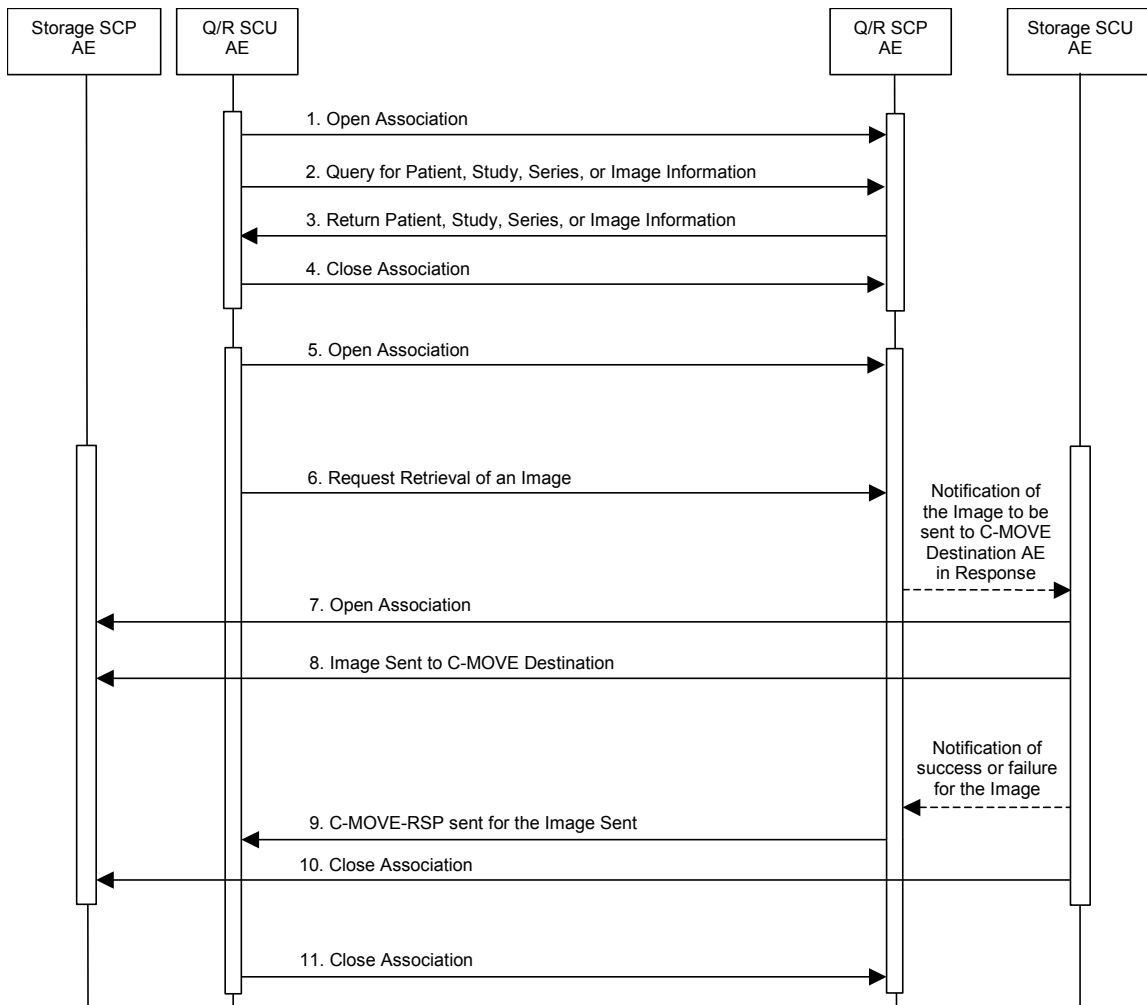 Storage SCP
AE
Q/R SCU
AE
Q/R SCP
AE
Storage SCU
AE
1. Open Association
2. Query for Patient, Study, Series, or Image Information
3. Return Patient, Study, Series, or Image Information
4. Close Association
5. Open Association
6. Request Retrieval of an Image
Notification of
the Image to be
sent to C-MOVE
Destination AE
in Response
7. Open Association
8. Image Sent to C-MOVE Destination
Notification of
success or failure
for the Image
9. C-MOVE-RSP sent for the Image Sent
10. Close Association
11. Close Association